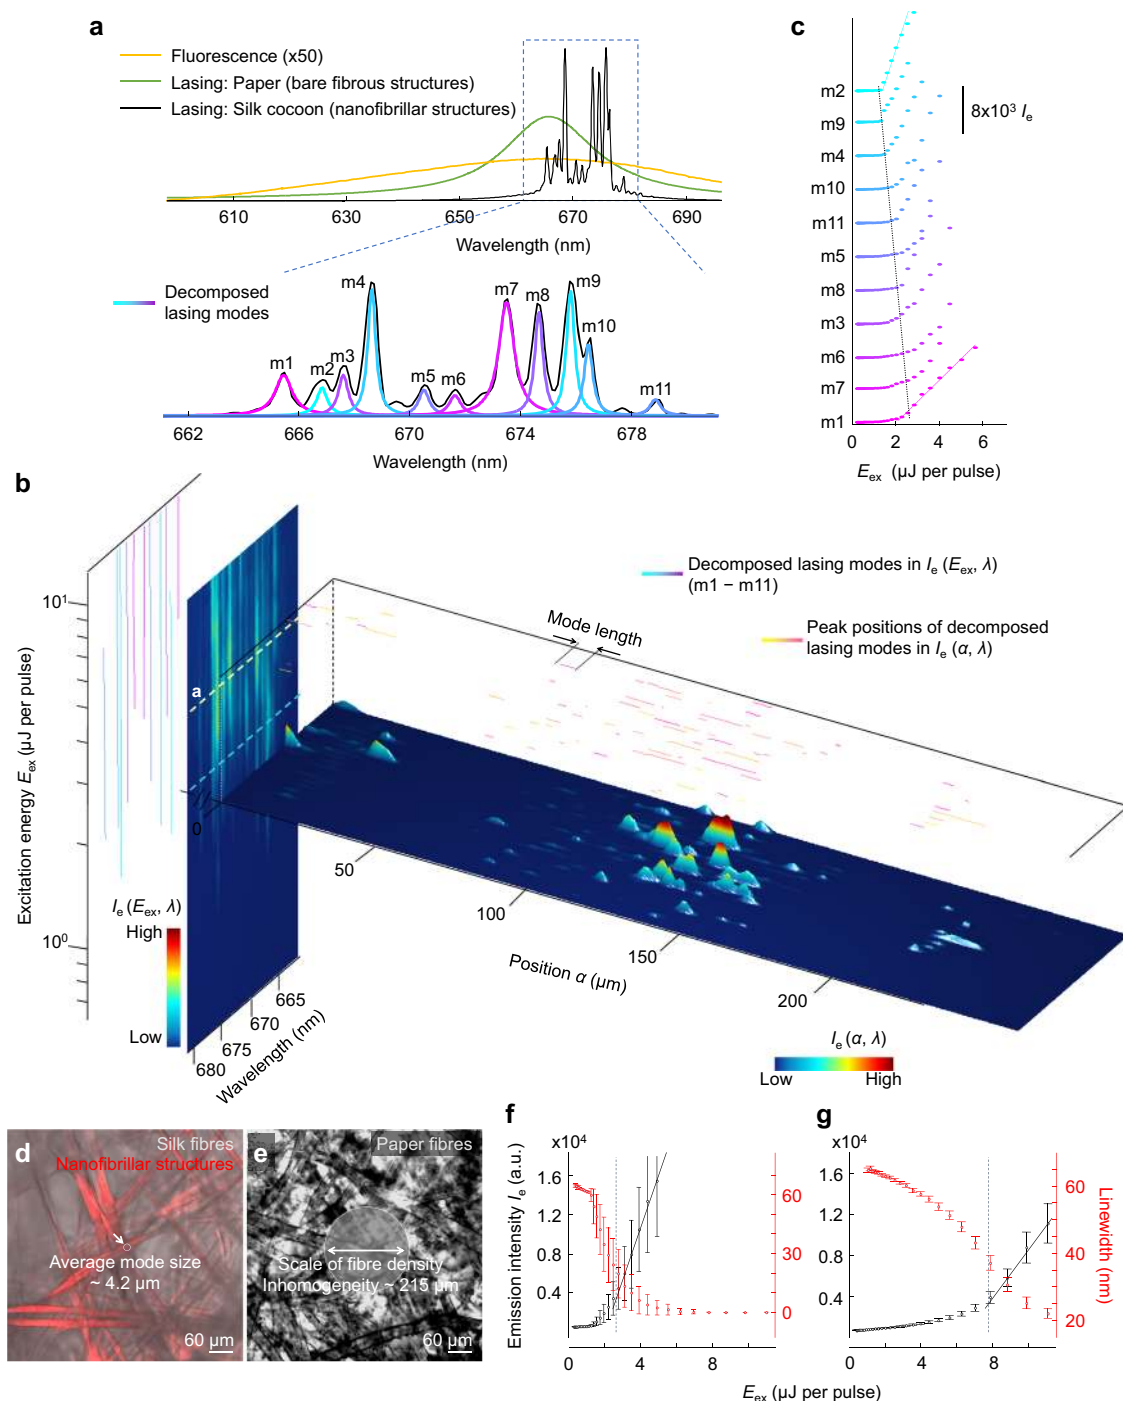 a
Fluorescence (x50)
Lasing: Paper (bare fibrous structures)
Lasing: Silk cocoon (nanofibrillar structures)
610 630 650 670 690
Wavelength (nm)
Decomposed
lasing modes
m1 m2 m3 m4 m5 m6 m7 m8 m9 m10 m11
662 666 670 674 678
Wavelength (nm)
c
8x10³ Iₑ
m2
m9
m4
m10
m11
m5
m8
m3
m6
m7
m1
0 2 4 6
E_ex (µJ per pulse)
b
Decomposed lasing modes in Iₑ (E_ex, λ)
(m1 – m11)
Peak positions of decomposed
lasing modes in Iₑ (α, λ)
Mode length
10¹
10⁰
Excitation energy E_ex (µJ per pulse)
a
0
50
100
150
200
Position α (µm)
Iₑ (E_ex, λ)
High
Low
665
670
675
680
Wavelength (nm)
Iₑ (α, λ)
Low High
d
Silk fibres
Nanofibrillar structures
Average mode size
~ 4.2 µm
60 µm
e
Paper fibres
Scale of fibre density
Inhomogeneity ~ 215 µm
60 µm
f
x10⁴
1.6
1.2
0.8
0.4
Emission intensity Iₑ (a.u.)
60
30
0
0 4 8
g
x10⁴
1.6
1.2
0.8
0.4
60
40
20
Linewidth (nm)
0 4 8
E_ex (µJ per pulse)